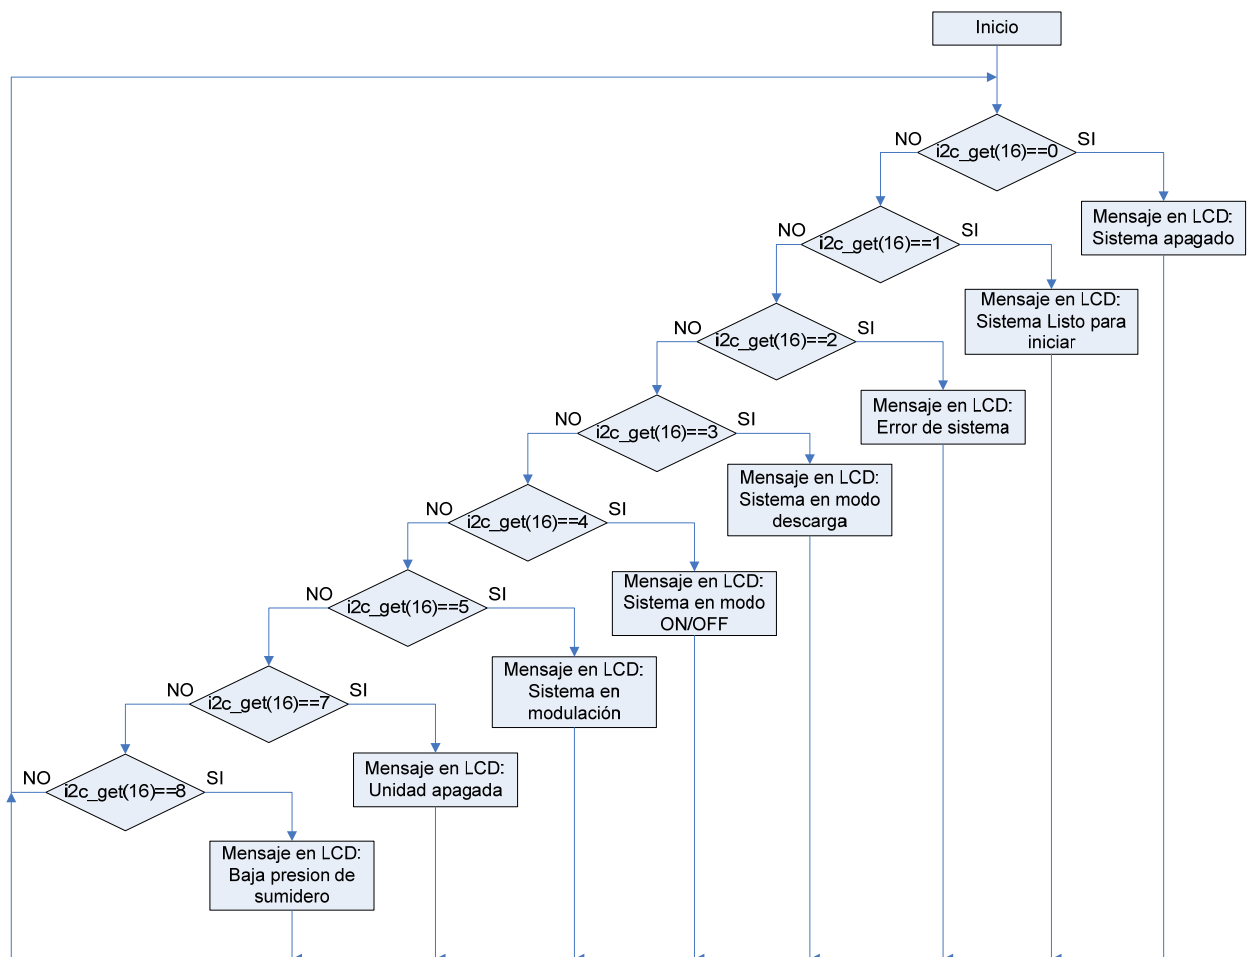 Inicio
NO
SI
i2c_get(16)==0
Mensaje en LCD:
Sistema apagado
NO
SI
i2c_get(16)==1
Mensaje en LCD:
Sistema Listo para
iniciar
NO
SI
i2c_get(16)==2
Mensaje en LCD:
Error de sistema
NO
SI
i2c_get(16)==3
Mensaje en LCD:
Sistema en modo
descarga
NO
SI
i2c_get(16)==4
Mensaje en LCD:
Sistema en modo
ON/OFF
NO
SI
i2c_get(16)==5
Mensaje en LCD:
Sistema en
modulación
NO
SI
i2c_get(16)==7
Mensaje en LCD:
Unidad apagada
NO
SI
i2c_get(16)==8
Mensaje en LCD:
Baja presion de
sumidero